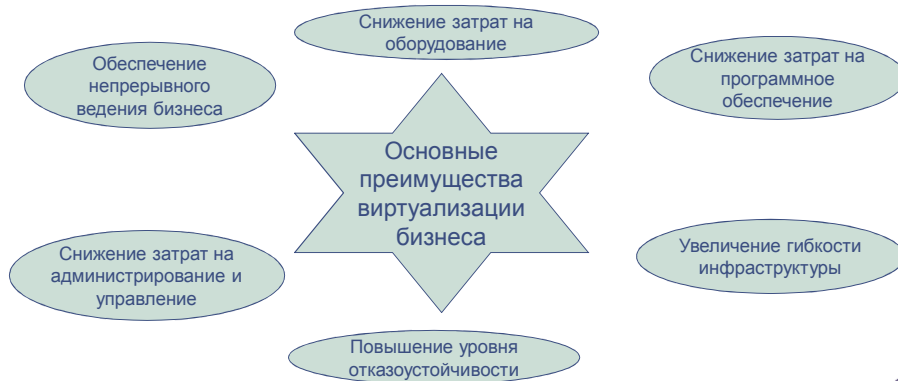 Снижение затрат на
оборудование
Обеспечение
непрерывного
ведения бизнеса
Снижение затрат на
программное
обеспечение
Основные
преимущества
виртуализации
бизнеса
Снижение затрат на
администрирование и
управление
Увеличение гибкости
инфраструктуры
Повышение уровня
отказоустойчивости